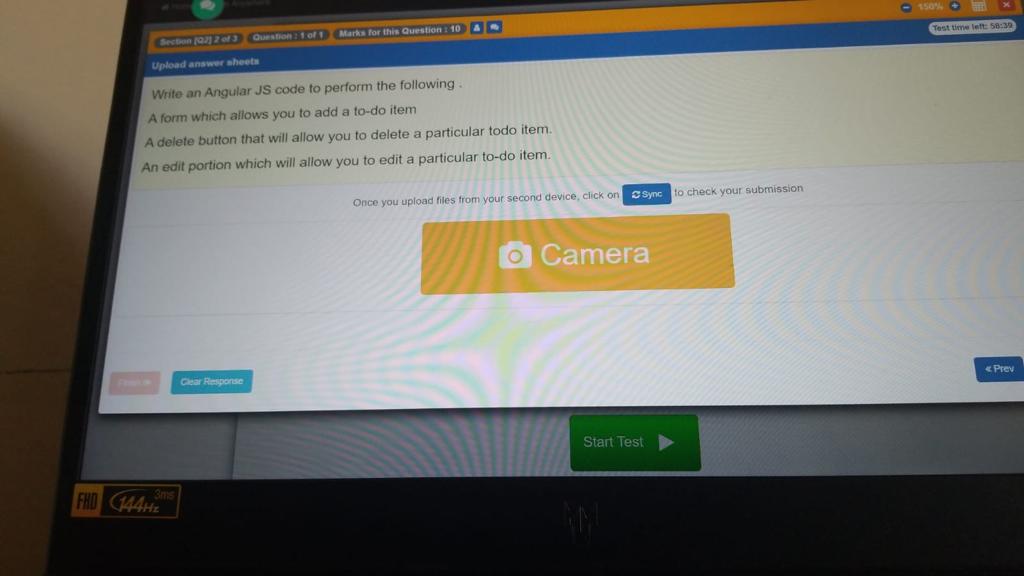 Section [Q2] 2 of 3 Question : 1 of 1 Marks for this Question : 10 150%
Upload answer sheets Test time left: 58:39
Write an Angular JS code to perform the following .
A form which allows you to add a to-do item
A delete button that will allow you to delete a particular todo item.
An edit portion which will allow you to edit a particular to-do item.
Once you upload files from your second device, click on Sync to check your submission
Camera
Clear Response « Prev
Start Test
FHD 144Hz 3ms